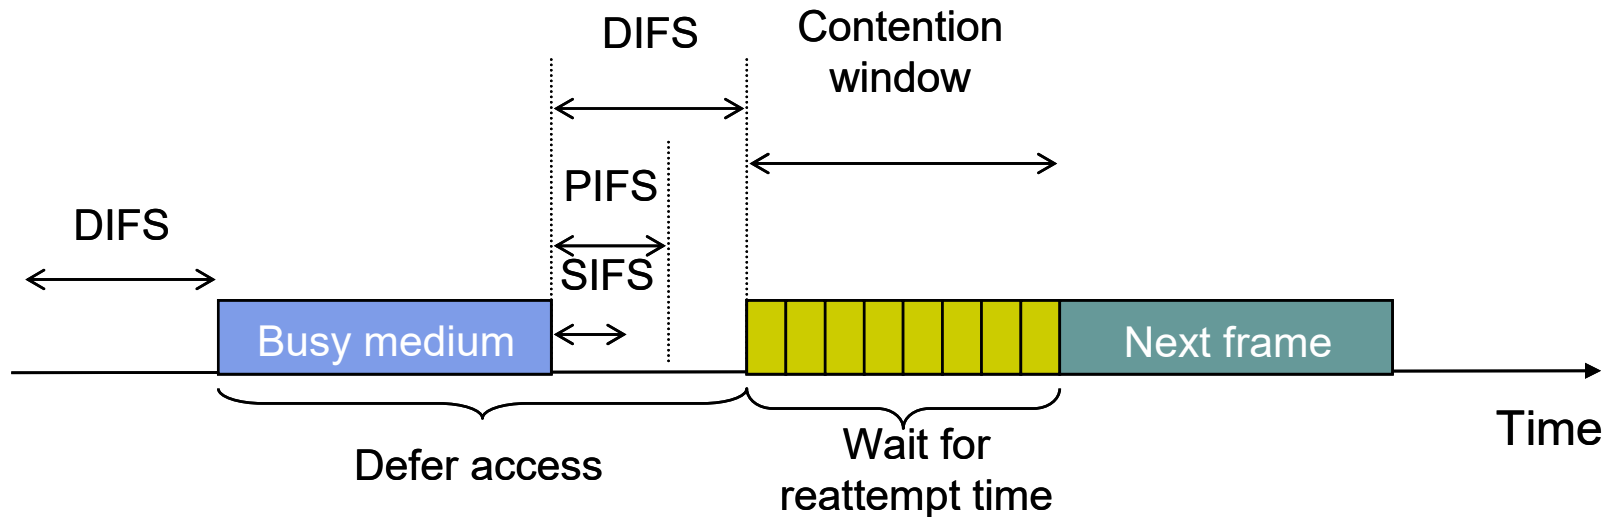 DIFS
Contention
window
PIFS
DIFS
SIFS
Busy medium
Next frame
Time
Defer access
Wait for
reattempt time